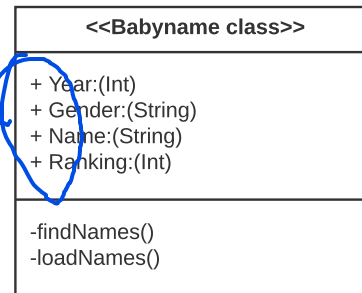 <<Babyname class>>
+ Year:(Int)
+ Gender:(String)
+ Name:(String)
+ Ranking:(Int)
-findNames()
-loadNames()